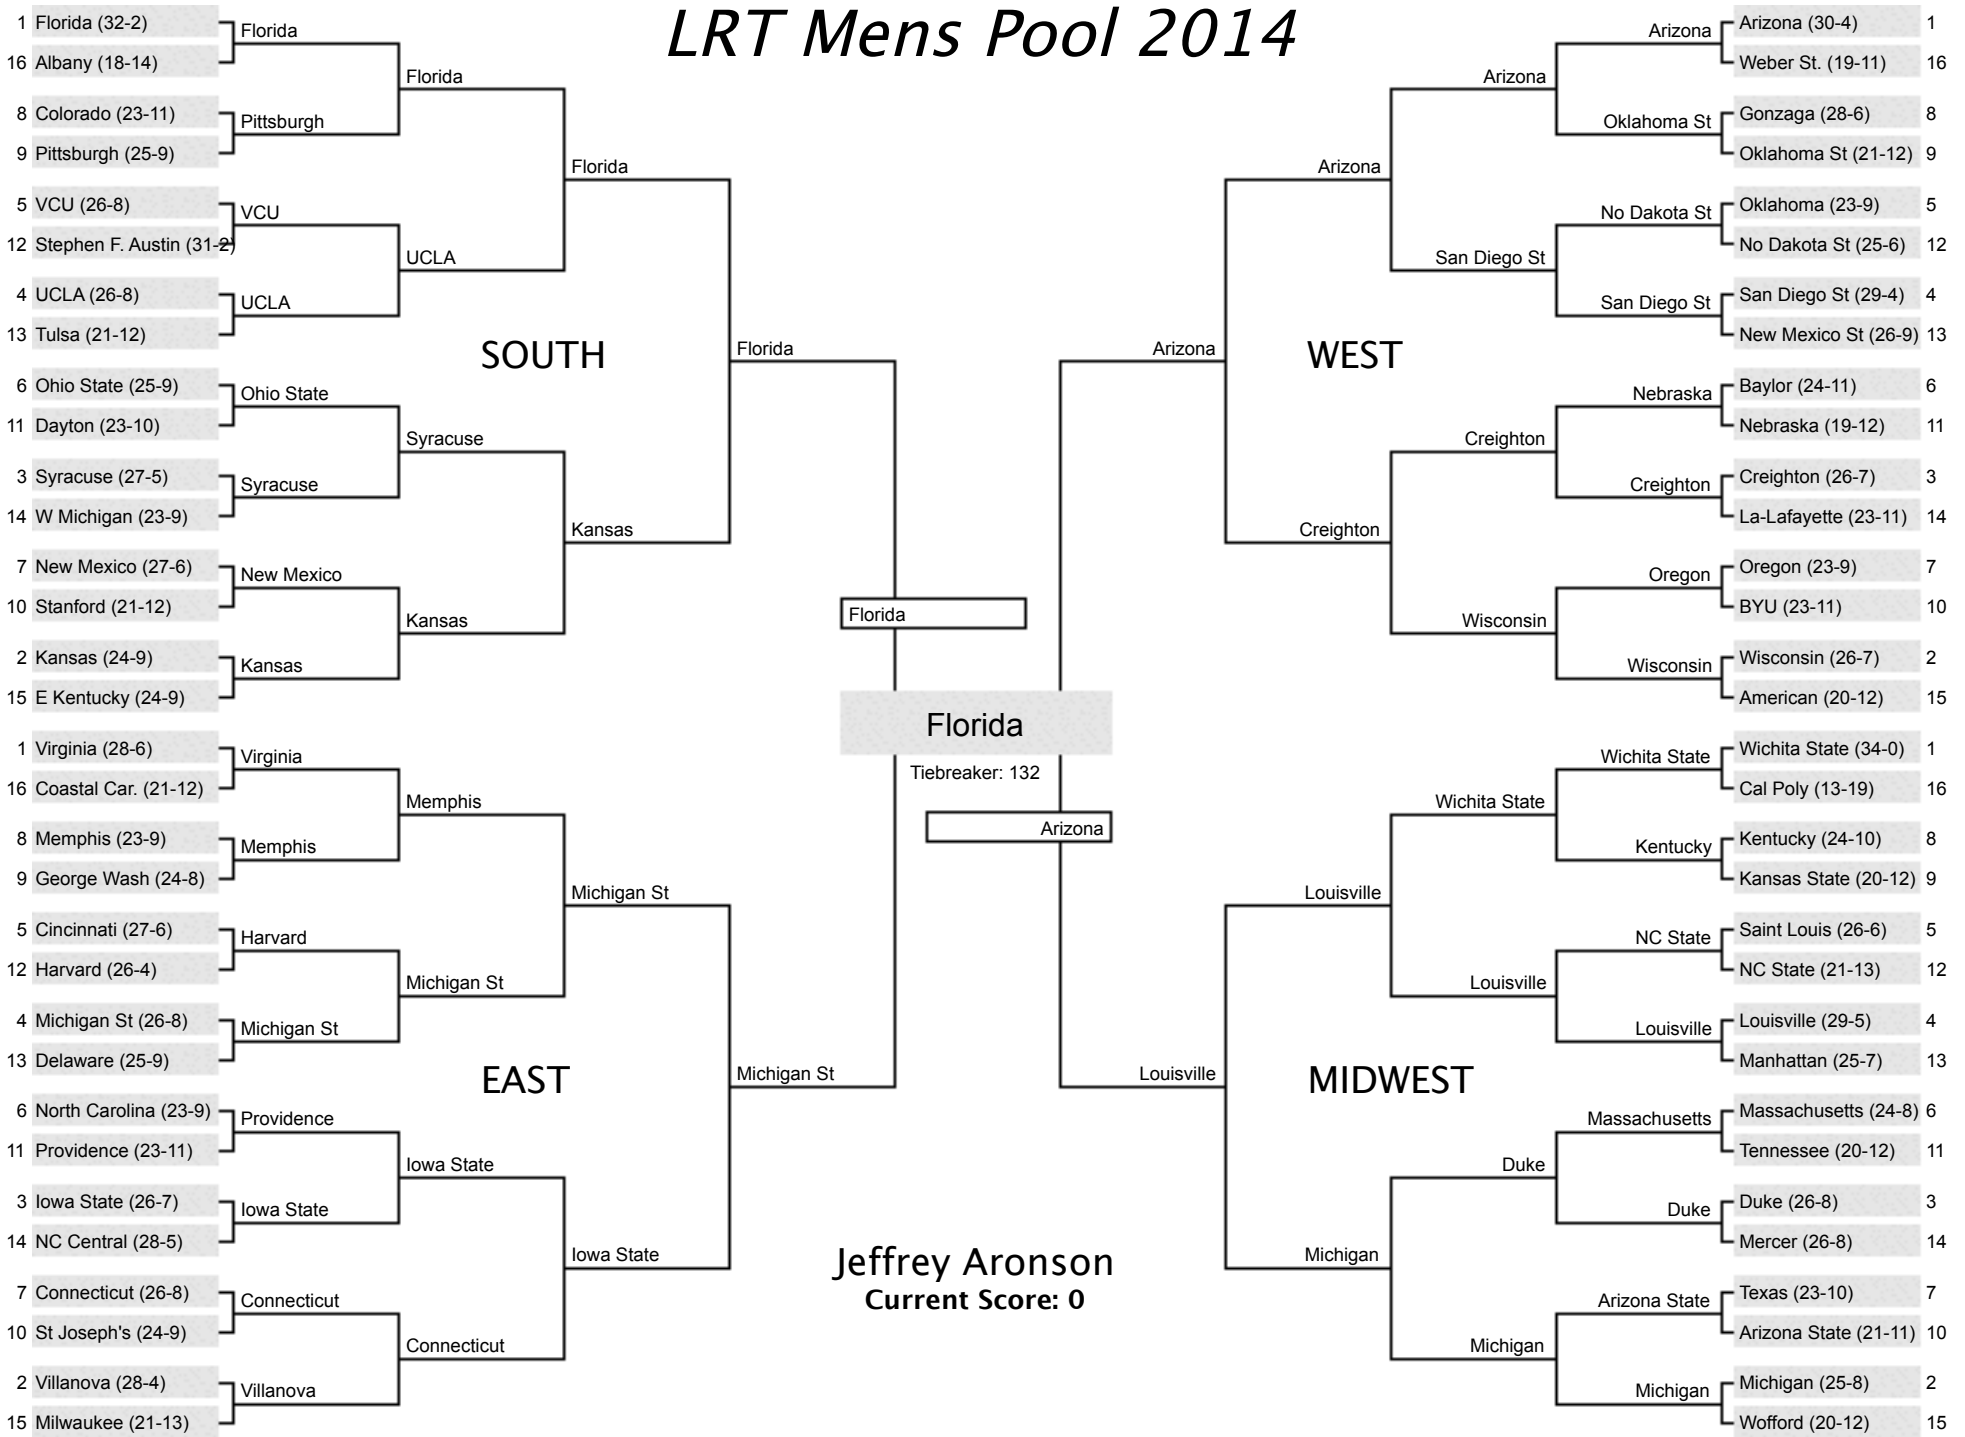 LRT Mens Pool 2014
1 Florida (32-2)
16 Albany (18-14)
8 Colorado (23-11)
9 Pittsburgh (25-9)
5 VCU (26-8)
12 Stephen F. Austin (31-2)
4 UCLA (26-8)
13 Tulsa (21-12)
6 Ohio State (25-9)
11 Dayton (23-10)
3 Syracuse (27-5)
14 W Michigan (23-9)
7 New Mexico (27-6)
10 Stanford (21-12)
2 Kansas (24-9)
15 E Kentucky (24-9)
Florida
Pittsburgh
VCU
UCLA
Ohio State
Syracuse
New Mexico
Kansas
Florida
UCLA
Syracuse
Kansas
Florida
Kansas
SOUTH
Florida
1 Virginia (28-6)
16 Coastal Car. (21-12)
8 Memphis (23-9)
9 George Wash (24-8)
5 Cincinnati (27-6)
12 Harvard (26-4)
4 Michigan St (26-8)
13 Delaware (25-9)
6 North Carolina (23-9)
11 Providence (23-11)
3 Iowa State (26-7)
14 NC Central (28-5)
7 Connecticut (26-8)
10 St Joseph's (24-9)
2 Villanova (28-4)
15 Milwaukee (21-13)
Virginia
Memphis
Harvard
Michigan St
Providence
Iowa State
Connecticut
Villanova
Memphis
Michigan St
Iowa State
Connecticut
Michigan St
Iowa State
EAST
Michigan St
Florida
Florida
Tiebreaker: 132
Arizona
Jeffrey Aronson
Current Score: 0
Arizona
WEST
Arizona
Creighton
Arizona
San Diego St
Creighton
Wisconsin
Arizona
Oklahoma St
No Dakota St
San Diego St
Nebraska
Creighton
Oregon
Wisconsin
Arizona (30-4) 1
Weber St. (19-11) 16
Gonzaga (28-6) 8
Oklahoma St (21-12) 9
Oklahoma (23-9) 5
No Dakota St (25-6) 12
San Diego St (29-4) 4
New Mexico St (26-9) 13
Baylor (24-11) 6
Nebraska (19-12) 11
Creighton (26-7) 3
La-Lafayette (23-11) 14
Oregon (23-9) 7
BYU (23-11) 10
Wisconsin (26-7) 2
American (20-12) 15
Louisville
MIDWEST
Louisville
Michigan
Wichita State
Louisville
Duke
Michigan
Wichita State
Kentucky
NC State
Louisville
Massachusetts
Duke
Arizona State
Michigan
Wichita State (34-0) 1
Cal Poly (13-19) 16
Kentucky (24-10) 8
Kansas State (20-12) 9
Saint Louis (26-6) 5
NC State (21-13) 12
Louisville (29-5) 4
Manhattan (25-7) 13
Massachusetts (24-8) 6
Tennessee (20-12) 11
Duke (26-8) 3
Mercer (26-8) 14
Texas (23-10) 7
Arizona State (21-11) 10
Michigan (25-8) 2
Wofford (20-12) 15